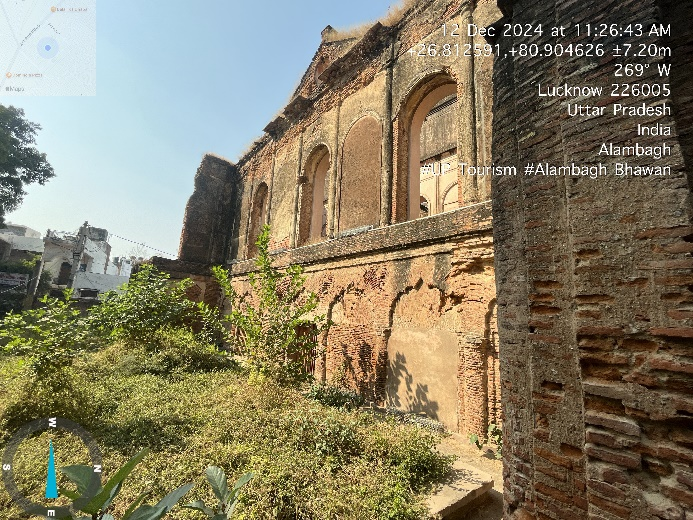 12 Dec 2024 at 11:26:43 AM
+26.812591,+80.904626 ±7.20m
269° W
Lucknow 226005
Uttar Pradesh
India
Alambagh
#UP Tourism #Alambagh Bhawan
Maps
W
N
S
E